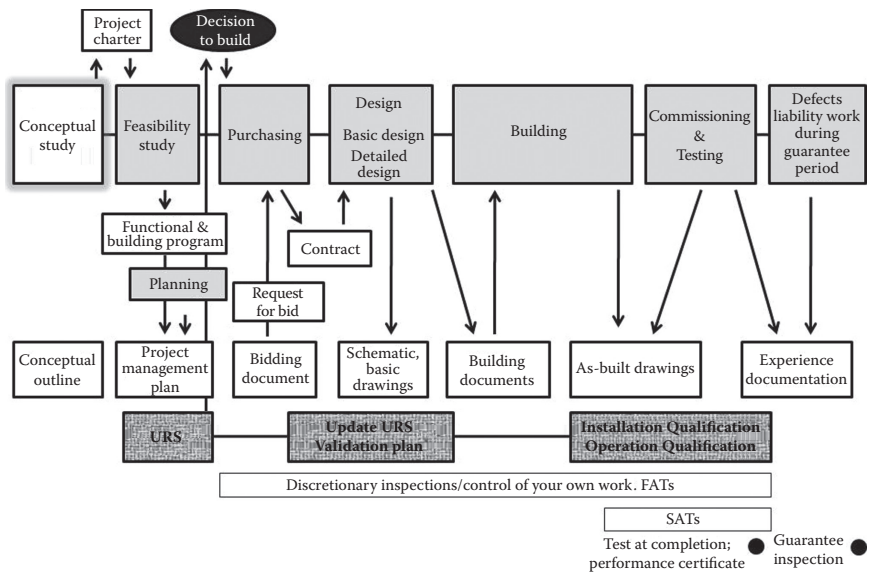 Project
charter
Decision
to build
Conceptual
study
Feasibility
study
Purchasing
Design
Basic design
Detailed
design
Building
Commissioning
&
Testing
Defects
liability work
during
guarantee
period
Functional &
building program
Contract
Planning
Request
for bid
Conceptual
outline
Project
management
plan
Bidding
document
Schematic,
basic
drawings
Building
documents
As-built drawings
Experience
documentation
URS
Update URS
Validation plan
Installation Qualification
Operation Qualification
Discretionary inspections/control of your own work. FATs
SATs
Test at completion;
performance certificate
Guarantee
inspection